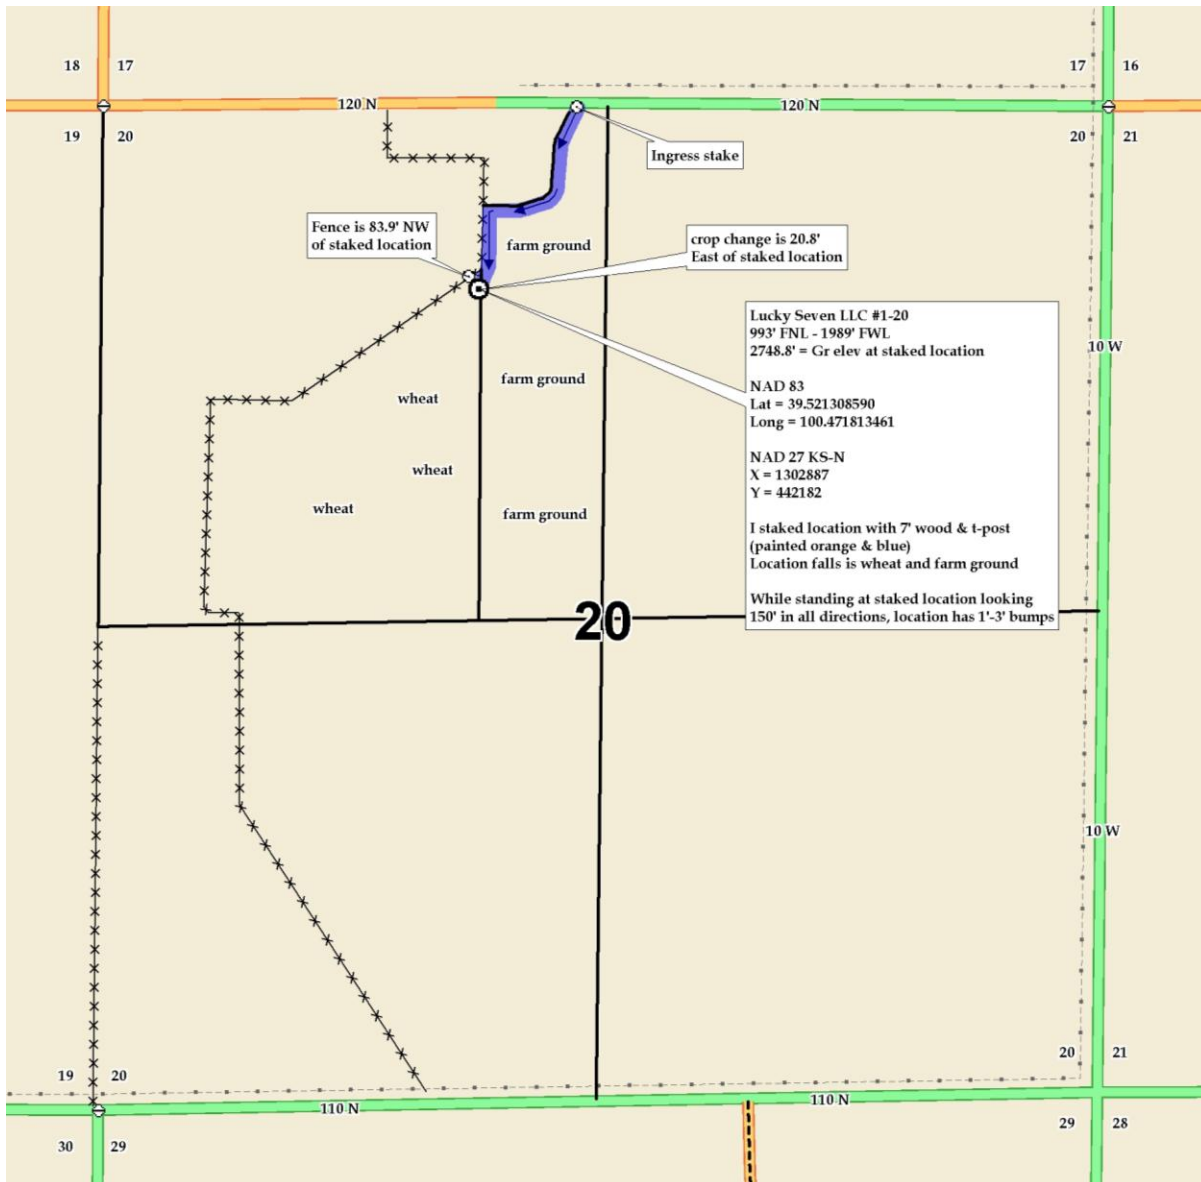 18 17
17 16
120 N
120 N
19 20
20 21
Ingress stake
Fence is 83.9' NW
of staked location
farm ground
crop change is 20.8'
East of staked location
S
Lucky Seven LLC #1-20
993' FNL - 1989' FWL
2748.8' = Gr elev at staked location
NAD 83
Lat = 39.521308590
Long = 100.471813461
NAD 27 KS-N
X = 1302887
Y = 442182
I staked location with 7' wood & t-post
(painted orange & blue)
Location falls is wheat and farm ground
While standing at staked location looking
150' in all directions, location has 1'-3' bumps
10 W
farm ground
wheat
wheat
wheat
farm ground
20
10 W
19 20
20 21
110 N
110 N
30 29
29 28